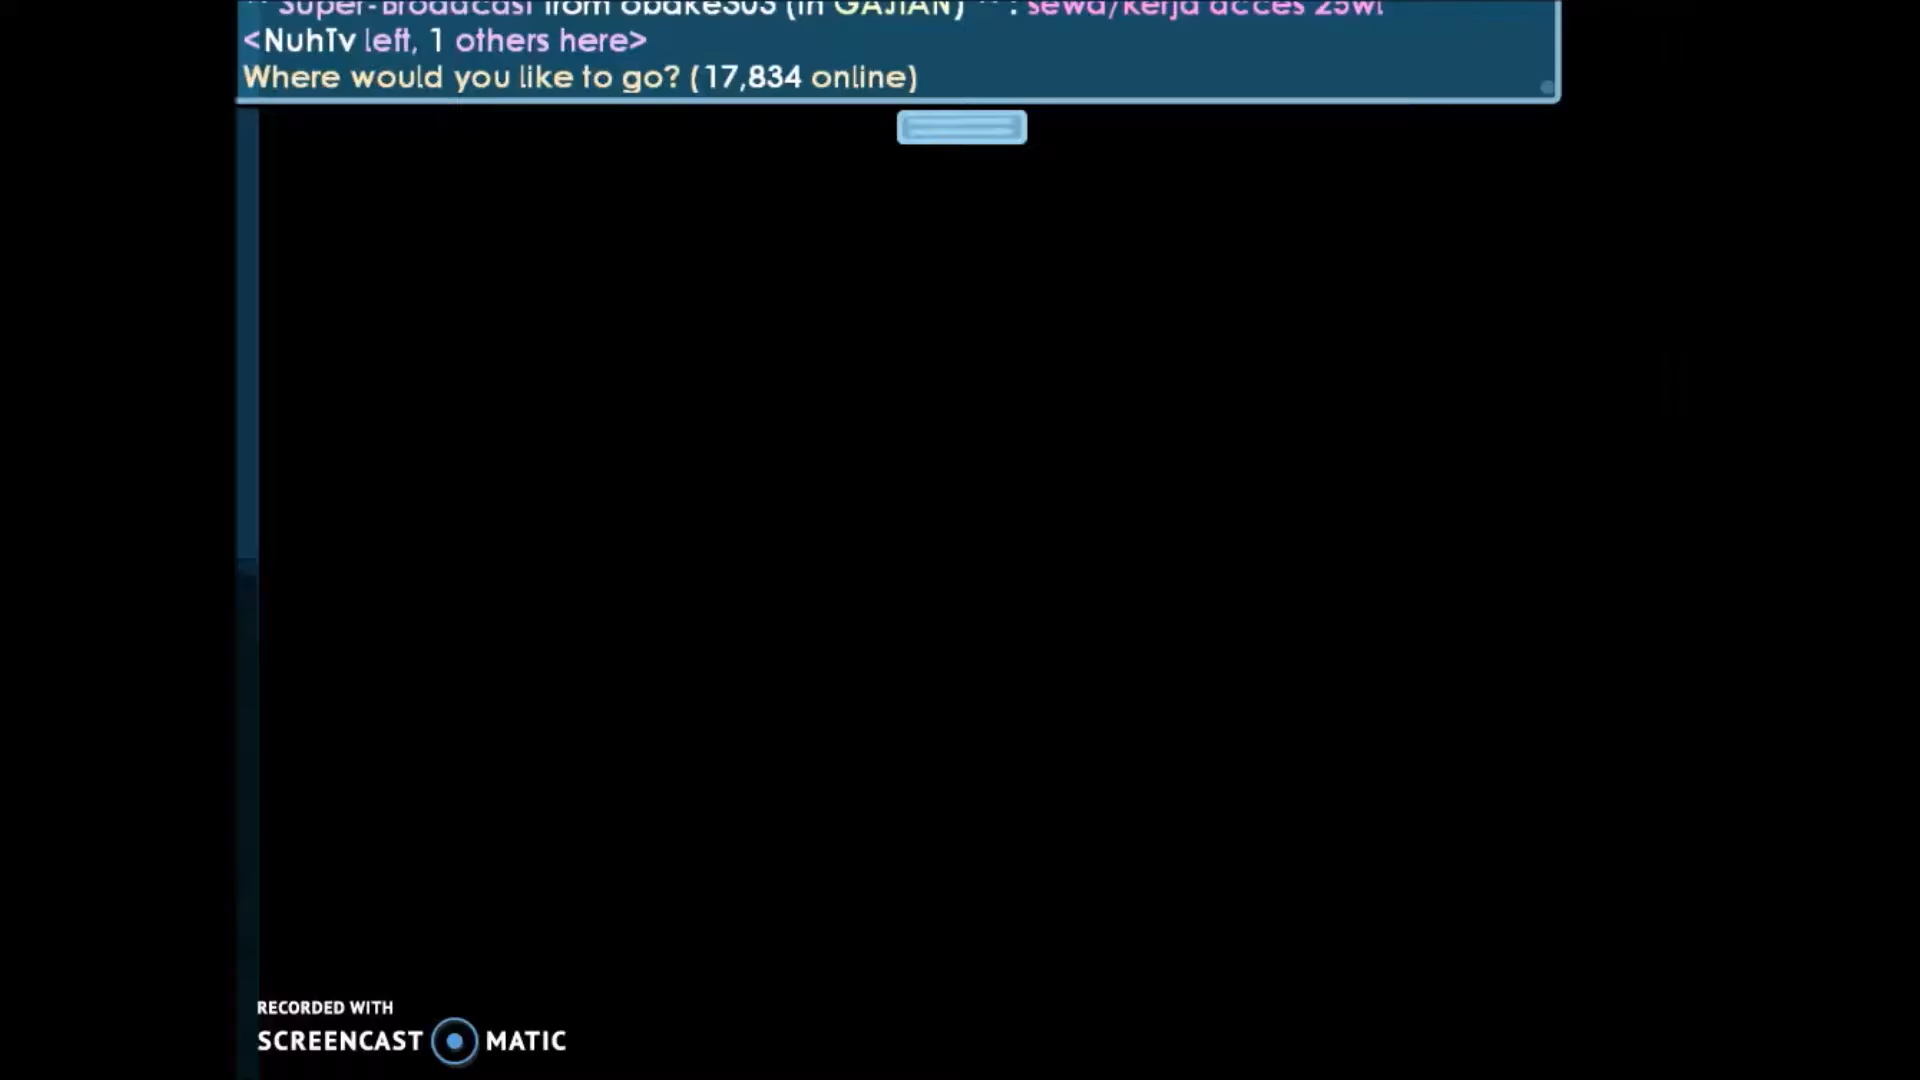 ** Super-Broadcast from obake303 (in GAJIAN) ** : sewa/kerja acces 25wl
<NuhTv left, 1 others here>
Where would you like to go? (17,834 online)
RECORDED WITH
SCREENCAST MATIC